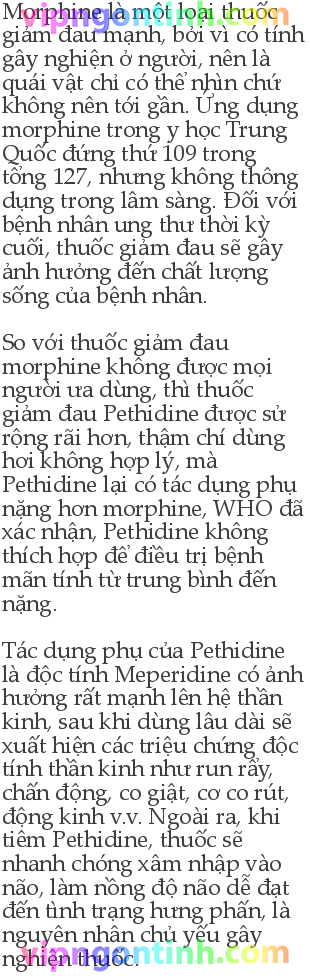 Morphine là một loại thuốc
giảm đau mạnh, bởi vì có tính
gây nghiện ở người, nên là
quái vật chỉ có thể nhìn chứ
không nên tới gần. Ứng dụng
morphine trong y học Trung
Quốc đứng thứ 109 trong
tổng 127, nhưng không thông
dụng trong lâm sàng. Đối với
bệnh nhân ung thư thời kỳ
cuối, thuốc giảm đau sẽ gây
ảnh hưởng đến chất lượng
sống của bệnh nhân.
So với thuốc giảm đau
morphine không được mọi
người ưa dùng, thì thuốc
giảm đau Pethidine được sử
rộng rãi hơn, thậm chí dùng
hơi không hợp lý, mà
Pethidine lại có tác dụng phụ
nặng hơn morphine, WHO đã
xác nhận, Pethidine không
thích hợp để điều trị bệnh
mãn tính từ trung bình đến
nặng.
Tác dụng phụ của Pethidine
là độc tính Meperidine có ảnh
hưởng rất mạnh lên hệ thần
kinh, sau khi dùng lâu dài sẽ
xuất hiện các triệu chứng độc
tính thần kinh như run rẩy,
chấn động, co giật, cơ co rút,
động kinh v.v. Ngoài ra, khi
tiêm Pethidine, thuốc sẽ
nhanh chóng xâm nhập vào
não, làm nồng độ não dễ đạt
đến tình trạng hưng phấn, là
nguyên nhân chủ yếu gây
nghiện thuốc.
vipngontinh.com
vipngontinh.com